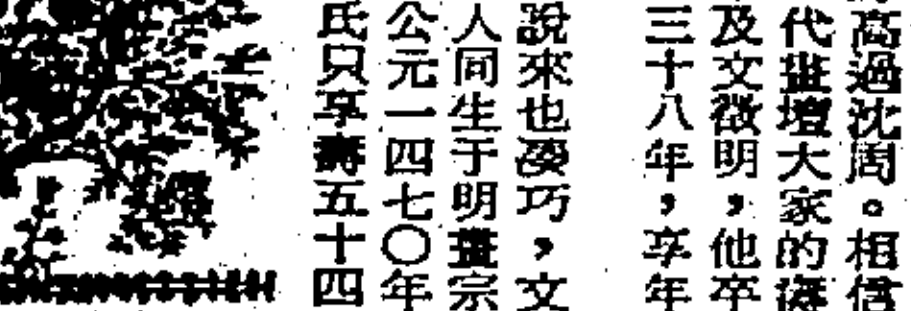 高過沈周。相信
代畫壇大家的
及文徵明，他卒
三十八年，享年
說來也湊巧，文
人同生于明憲宗
公元一四七〇年
氏只享壽五十四